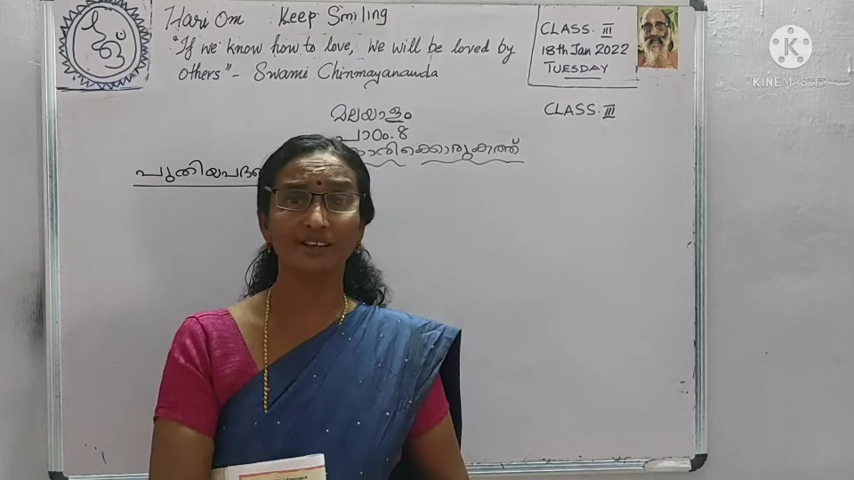 Hari Om Keep Smiling
"If we know how to love, we will be loved by
others" - Swami Chinmayananda
CLASS. III
18th Jan 2022
TUESDAY
KINEMASTER
മലയാളം
CLASS. III
പാഠം. 8
പുതിയപദ